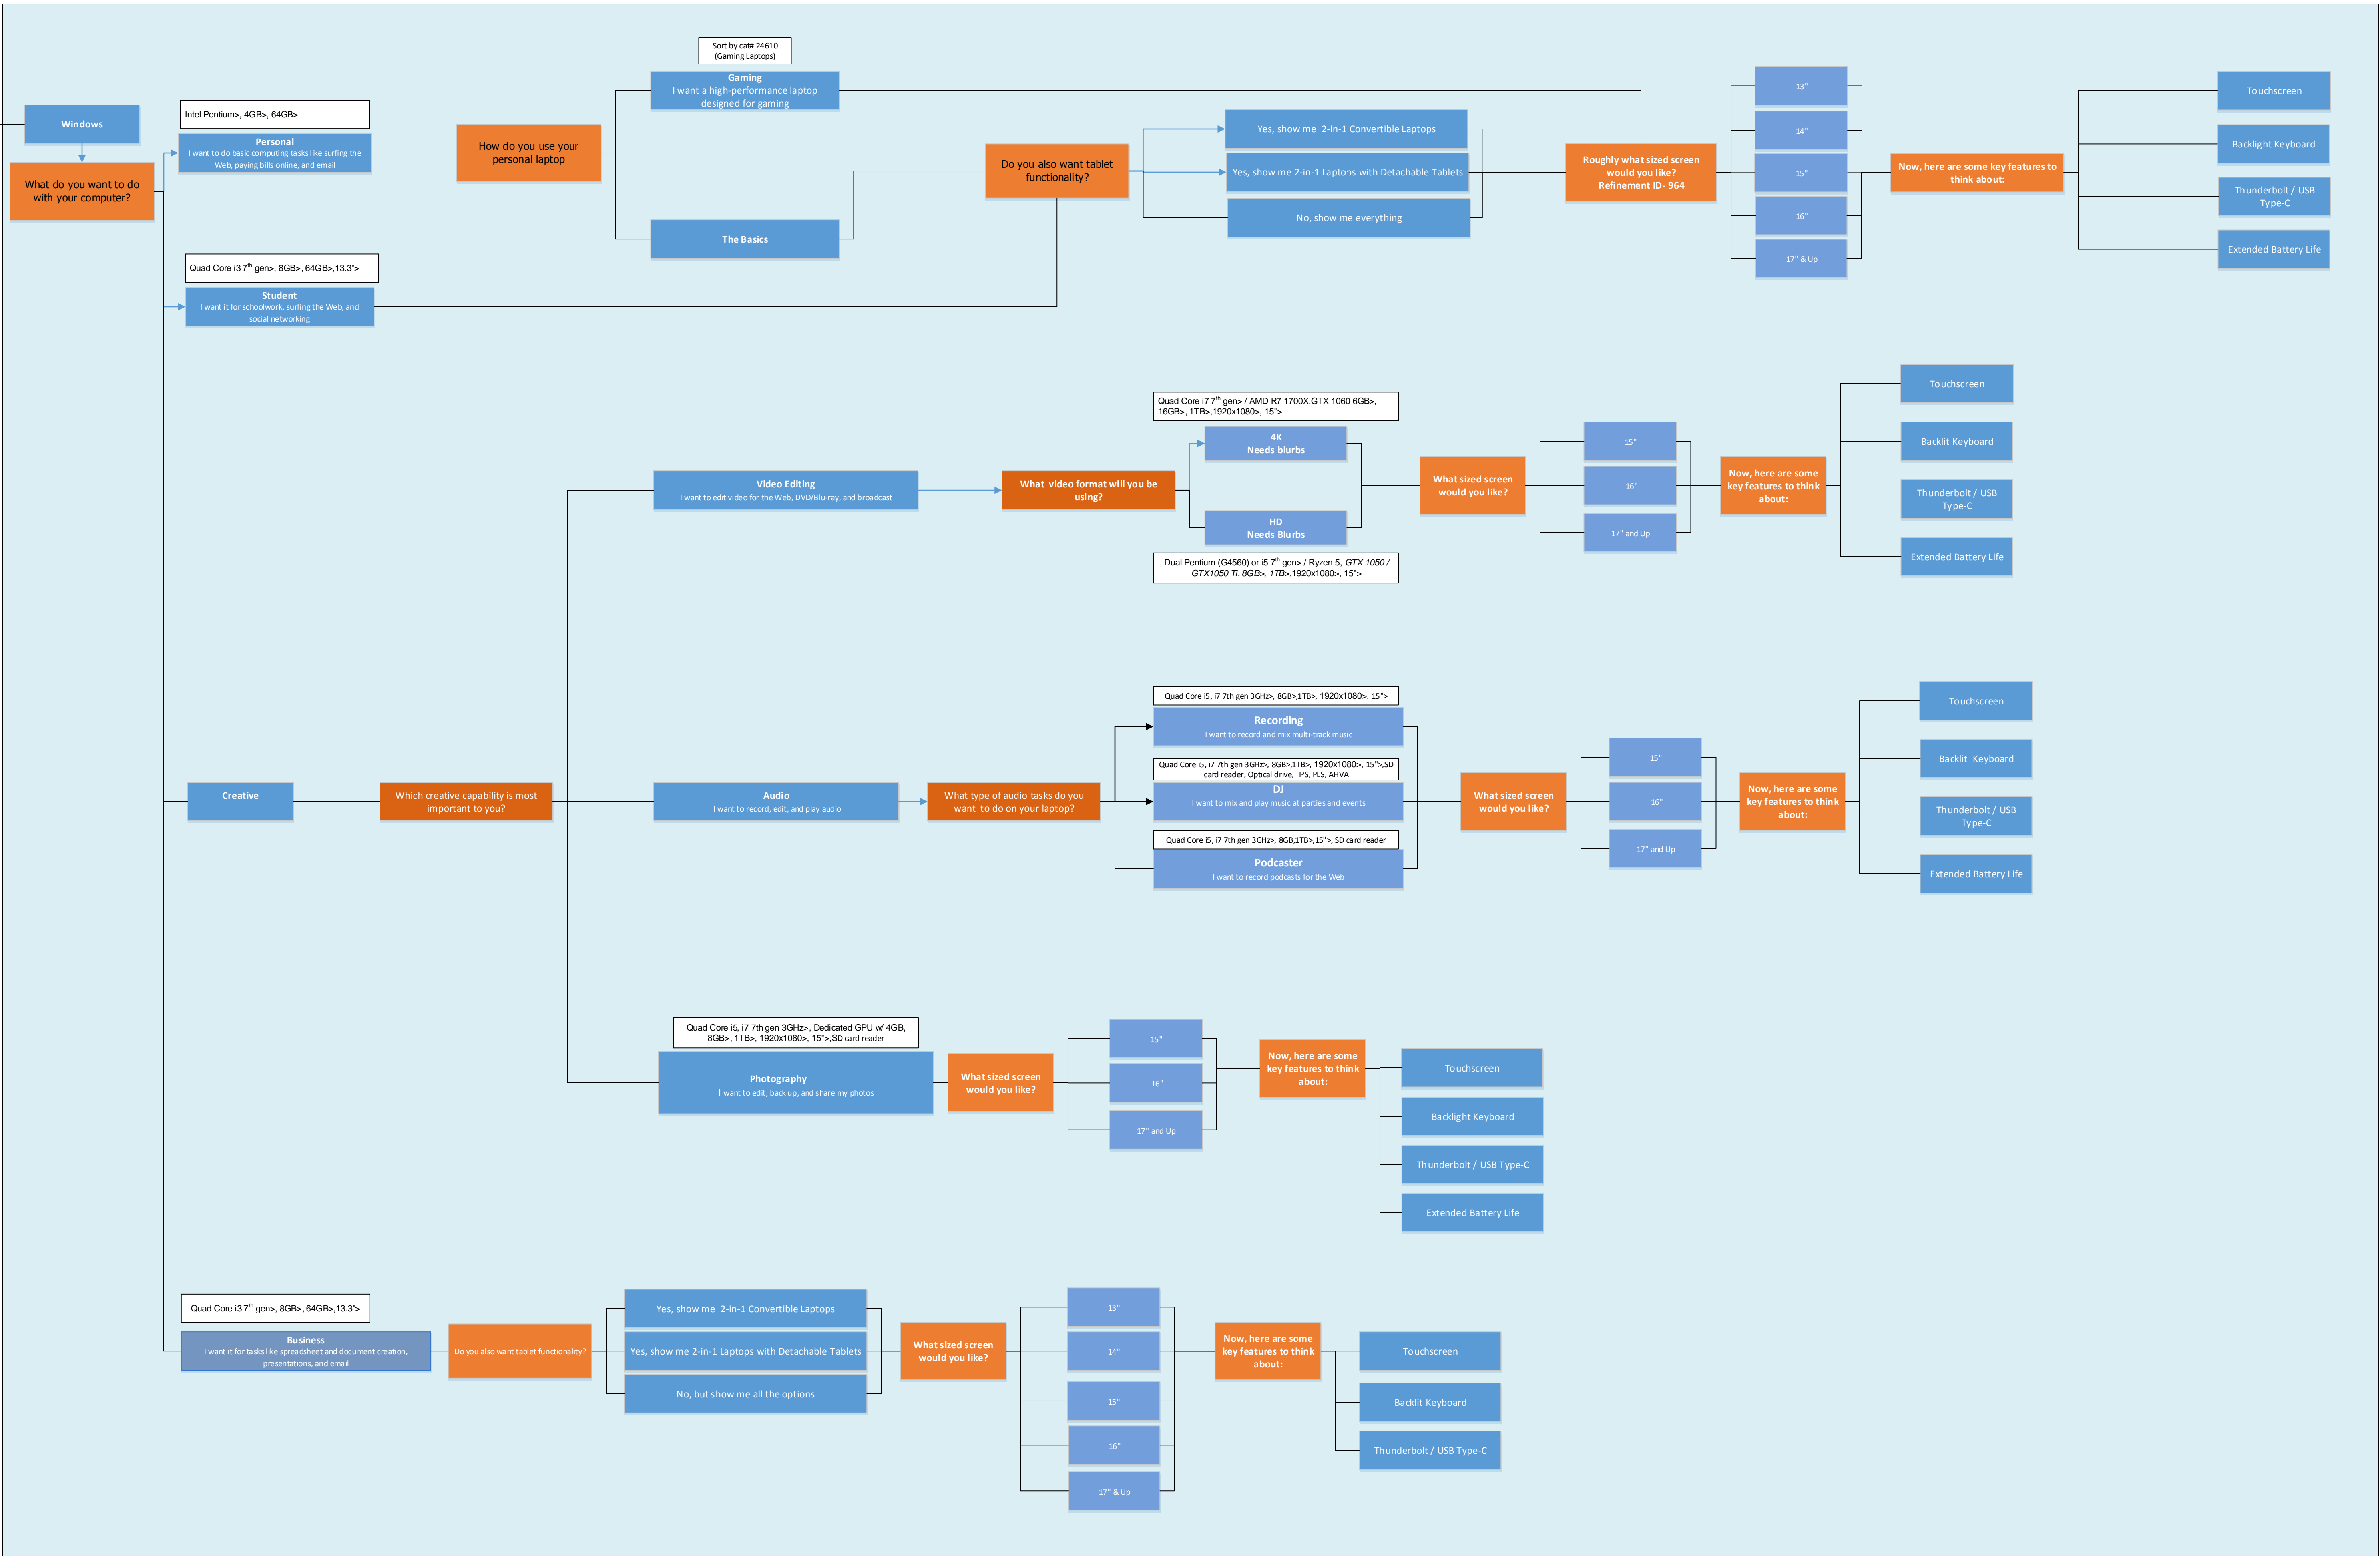 Windows
What do you want to do
with your computer?
Intel Pentium>, 4GB>, 64GB>
Personal
I want to do basic computing tasks like surfing the
Web, paying bills online, and email
How do you use your
personal laptop
Sort by cat# 24610
(Gaming Laptops)
Gaming
I want a high-performance laptop
designed for gaming
The Basics
Do you also want tablet
functionality?
Yes, show me 2-in-1 Convertible Laptops
Yes, show me 2-in-1 Laptops with Detachable Tablets
No, show me everything
Roughly what sized screen
would you like?
Refinement ID- 964
13"
14"
15"
16"
17" & Up
Now, here are some key features to
think about:
Touchscreen
Backlight Keyboard
Thunderbolt / USB
Type-C
Extended Battery Life
Quad Core i3 7th gen>, 8GB>, 64GB>,13.3">
Student
I want it for schoolwork, surfing the Web, and
social networking
Creative
Which creative capability is most
important to you?
Video Editing
I want to edit video for the Web, DVD/Blu-ray, and broadcast
What video format will you be
using?
Quad Core i7 7th gen> / AMD R7 1700X,GTX 1060 6GB>,
16GB>, 1TB>,1920x1080>, 15">
4K
Needs blurbs
HD
Needs Blurbs
Dual Pentium (G4560) or i5 7th gen> / Ryzen 5, GTX 1050 /
GTX1050 Ti, 8GB>, 1TB>,1920x1080>, 15">
What sized screen
would you like?
15"
16"
17" and Up
Now, here are some
key features to think
about:
Touchscreen
Backlit Keyboard
Thunderbolt / USB
Type-C
Extended Battery Life
Audio
I want to record, edit, and play audio
What type of audio tasks do you
want to do on your laptop?
Quad Core i5, i7 7th gen 3GHz>, 8GB>,1TB>, 1920x1080>, 15">
Recording
I want to record and mix multi-track music
Quad Core i5, i7 7th gen 3GHz>, 8GB>,1TB>, 1920x1080>, 15">,SD
card reader, Optical drive, IPS, PLS, AHVA
DJ
I want to mix and play music at parties and events
Quad Core i5, i7 7th gen 3GHz>, 8GB,1TB>,15">, SD card reader
Podcaster
I want to record podcasts for the Web
What sized screen
would you like?
15"
16"
17" and Up
Now, here are some
key features to think
about:
Touchscreen
Backlit Keyboard
Thunderbolt / USB
Type-C
Extended Battery Life
Quad Core i5, i7 7th gen 3GHz>, Dedicated GPU w/ 4GB,
8GB>, 1TB>, 1920x1080>, 15">,SD card reader
Photography
I want to edit, back up, and share my photos
What sized screen
would you like?
15"
16"
17" and Up
Now, here are some
key features to think
about:
Touchscreen
Backlight Keyboard
Thunderbolt / USB Type-C
Extended Battery Life
Quad Core i3 7th gen>, 8GB>, 64GB>,13.3">
Business
I want it for tasks like spreadsheet and document creation,
presentations, and email
Do you also want tablet functionality?
Yes, show me 2-in-1 Convertible Laptops
Yes, show me 2-in-1 Laptops with Detachable Tablets
No, but show me all the options
What sized screen
would you like?
13"
14"
15"
16"
17" & Up
Now, here are some
key features to think
about:
Touchscreen
Backlit Keyboard
Thunderbolt / USB Type-C